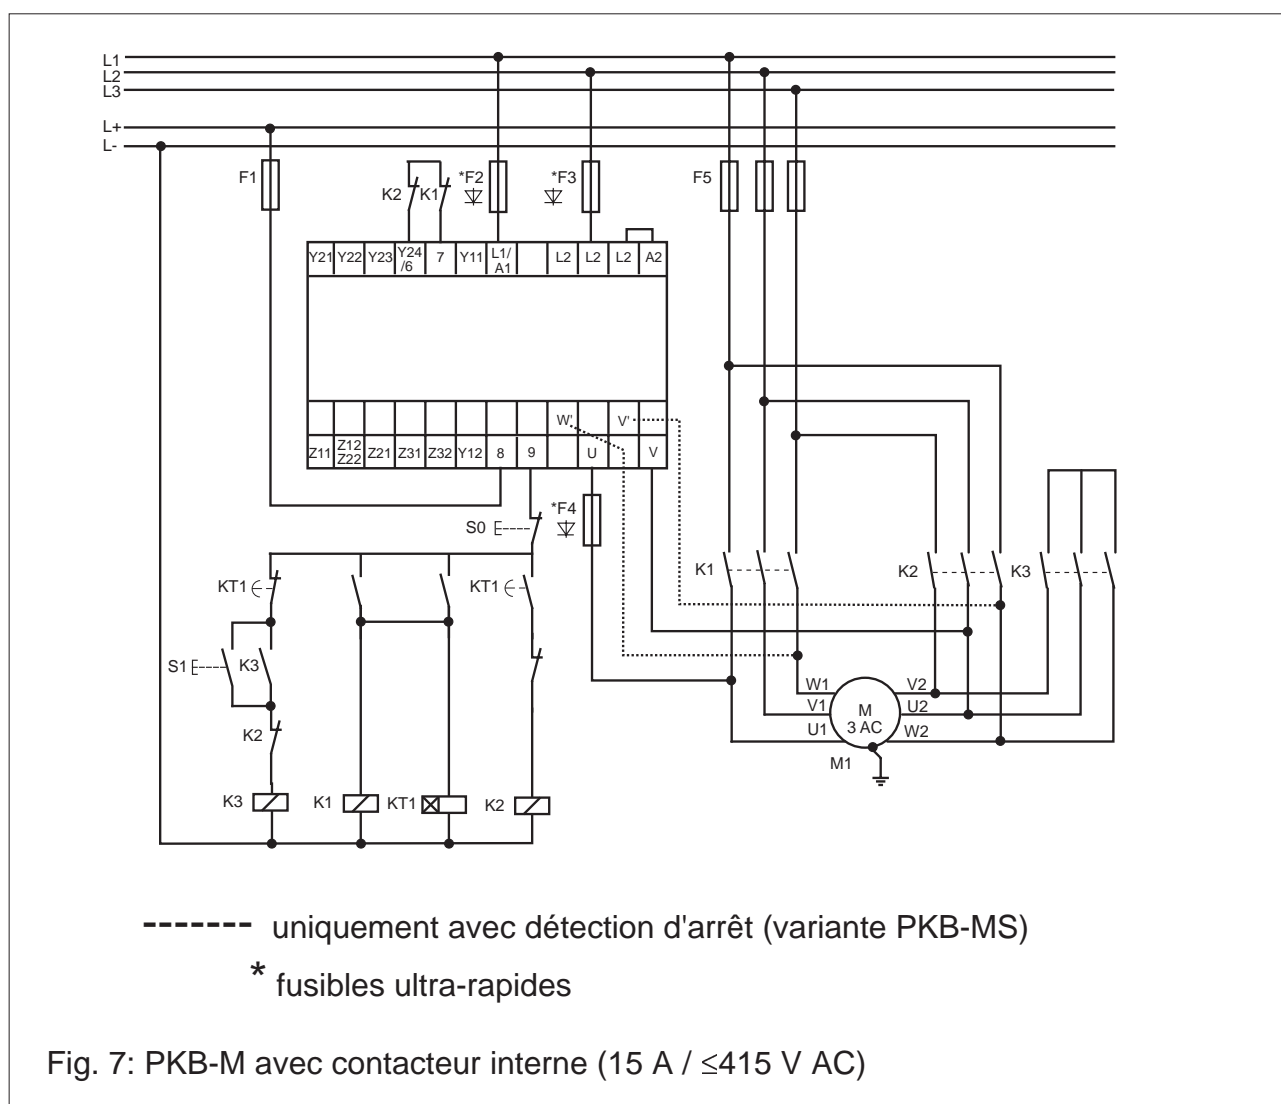 L1
L2
L3
L+
L-
F1
K2
K1
*F2
*F3
F5
Y21 Y22 Y23 Y24/6 7 Y11 L1/A1 L2 L2 L2 A2
W' V'
Z11 Z12 Z22 Z21 Z31 Z32 Y12 8 9 U V
S0
*F4
KT1
KT1
K1
K2
K3
S1
K3
K2
W1
V1
U1
M
3 AC
V2
U2
W2
M1
K3
K1
KT1
K2
uniquement avec détection d'arrêt (variante PKB-MS)
* fusibles ultra-rapides
Fig. 7: PKB-M avec contacteur interne (15 A / ≤415 V AC)